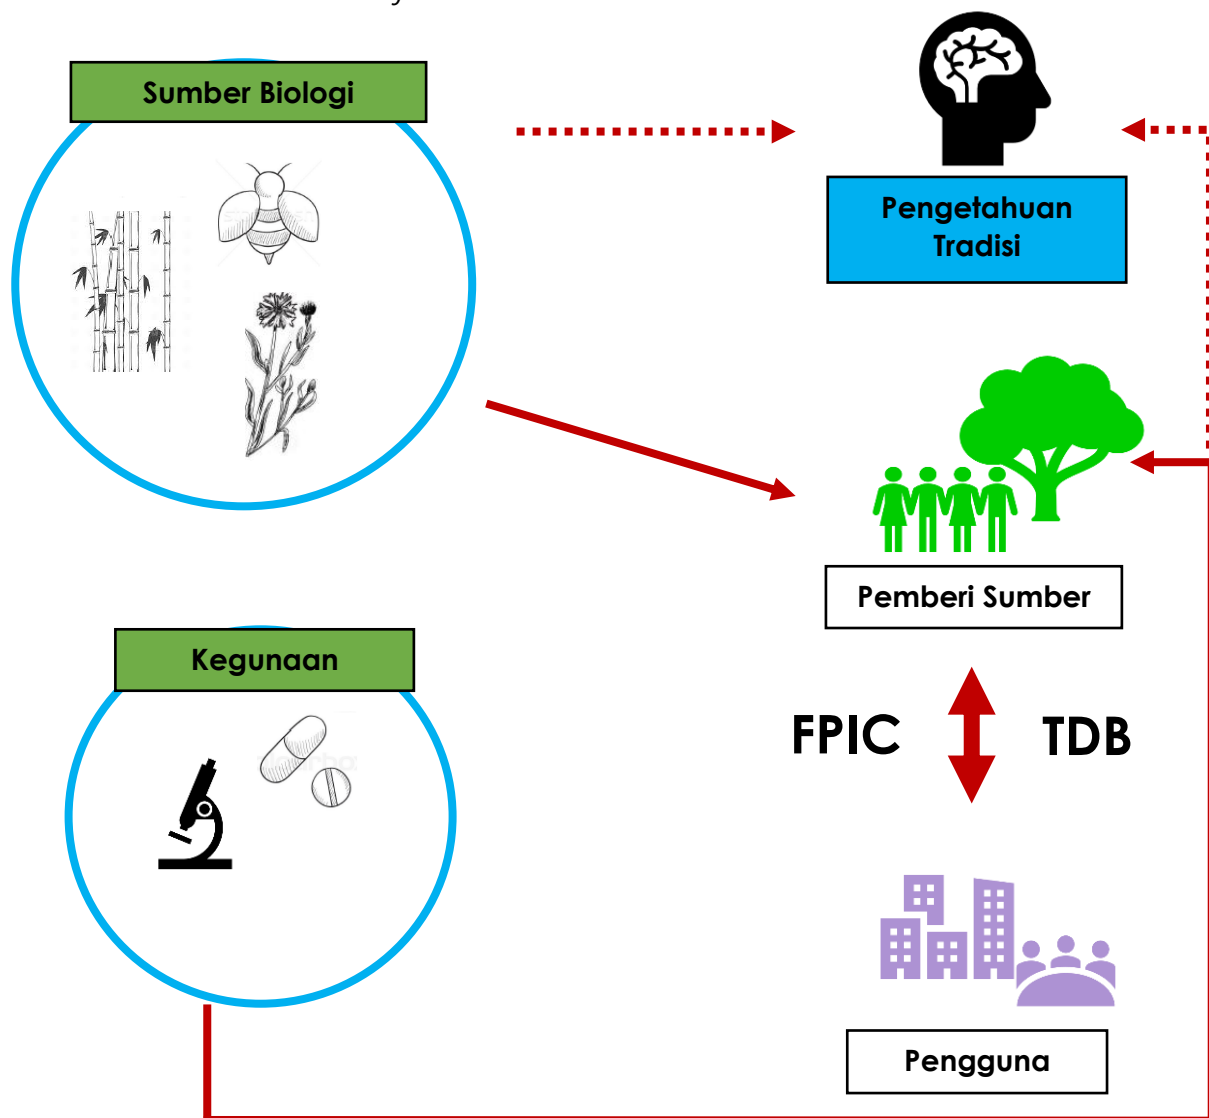 Sumber Biologi
Pengetahuan
Tradisi
Pemberi Sumber
Kegunaan
FPIC
TDB
Pengguna